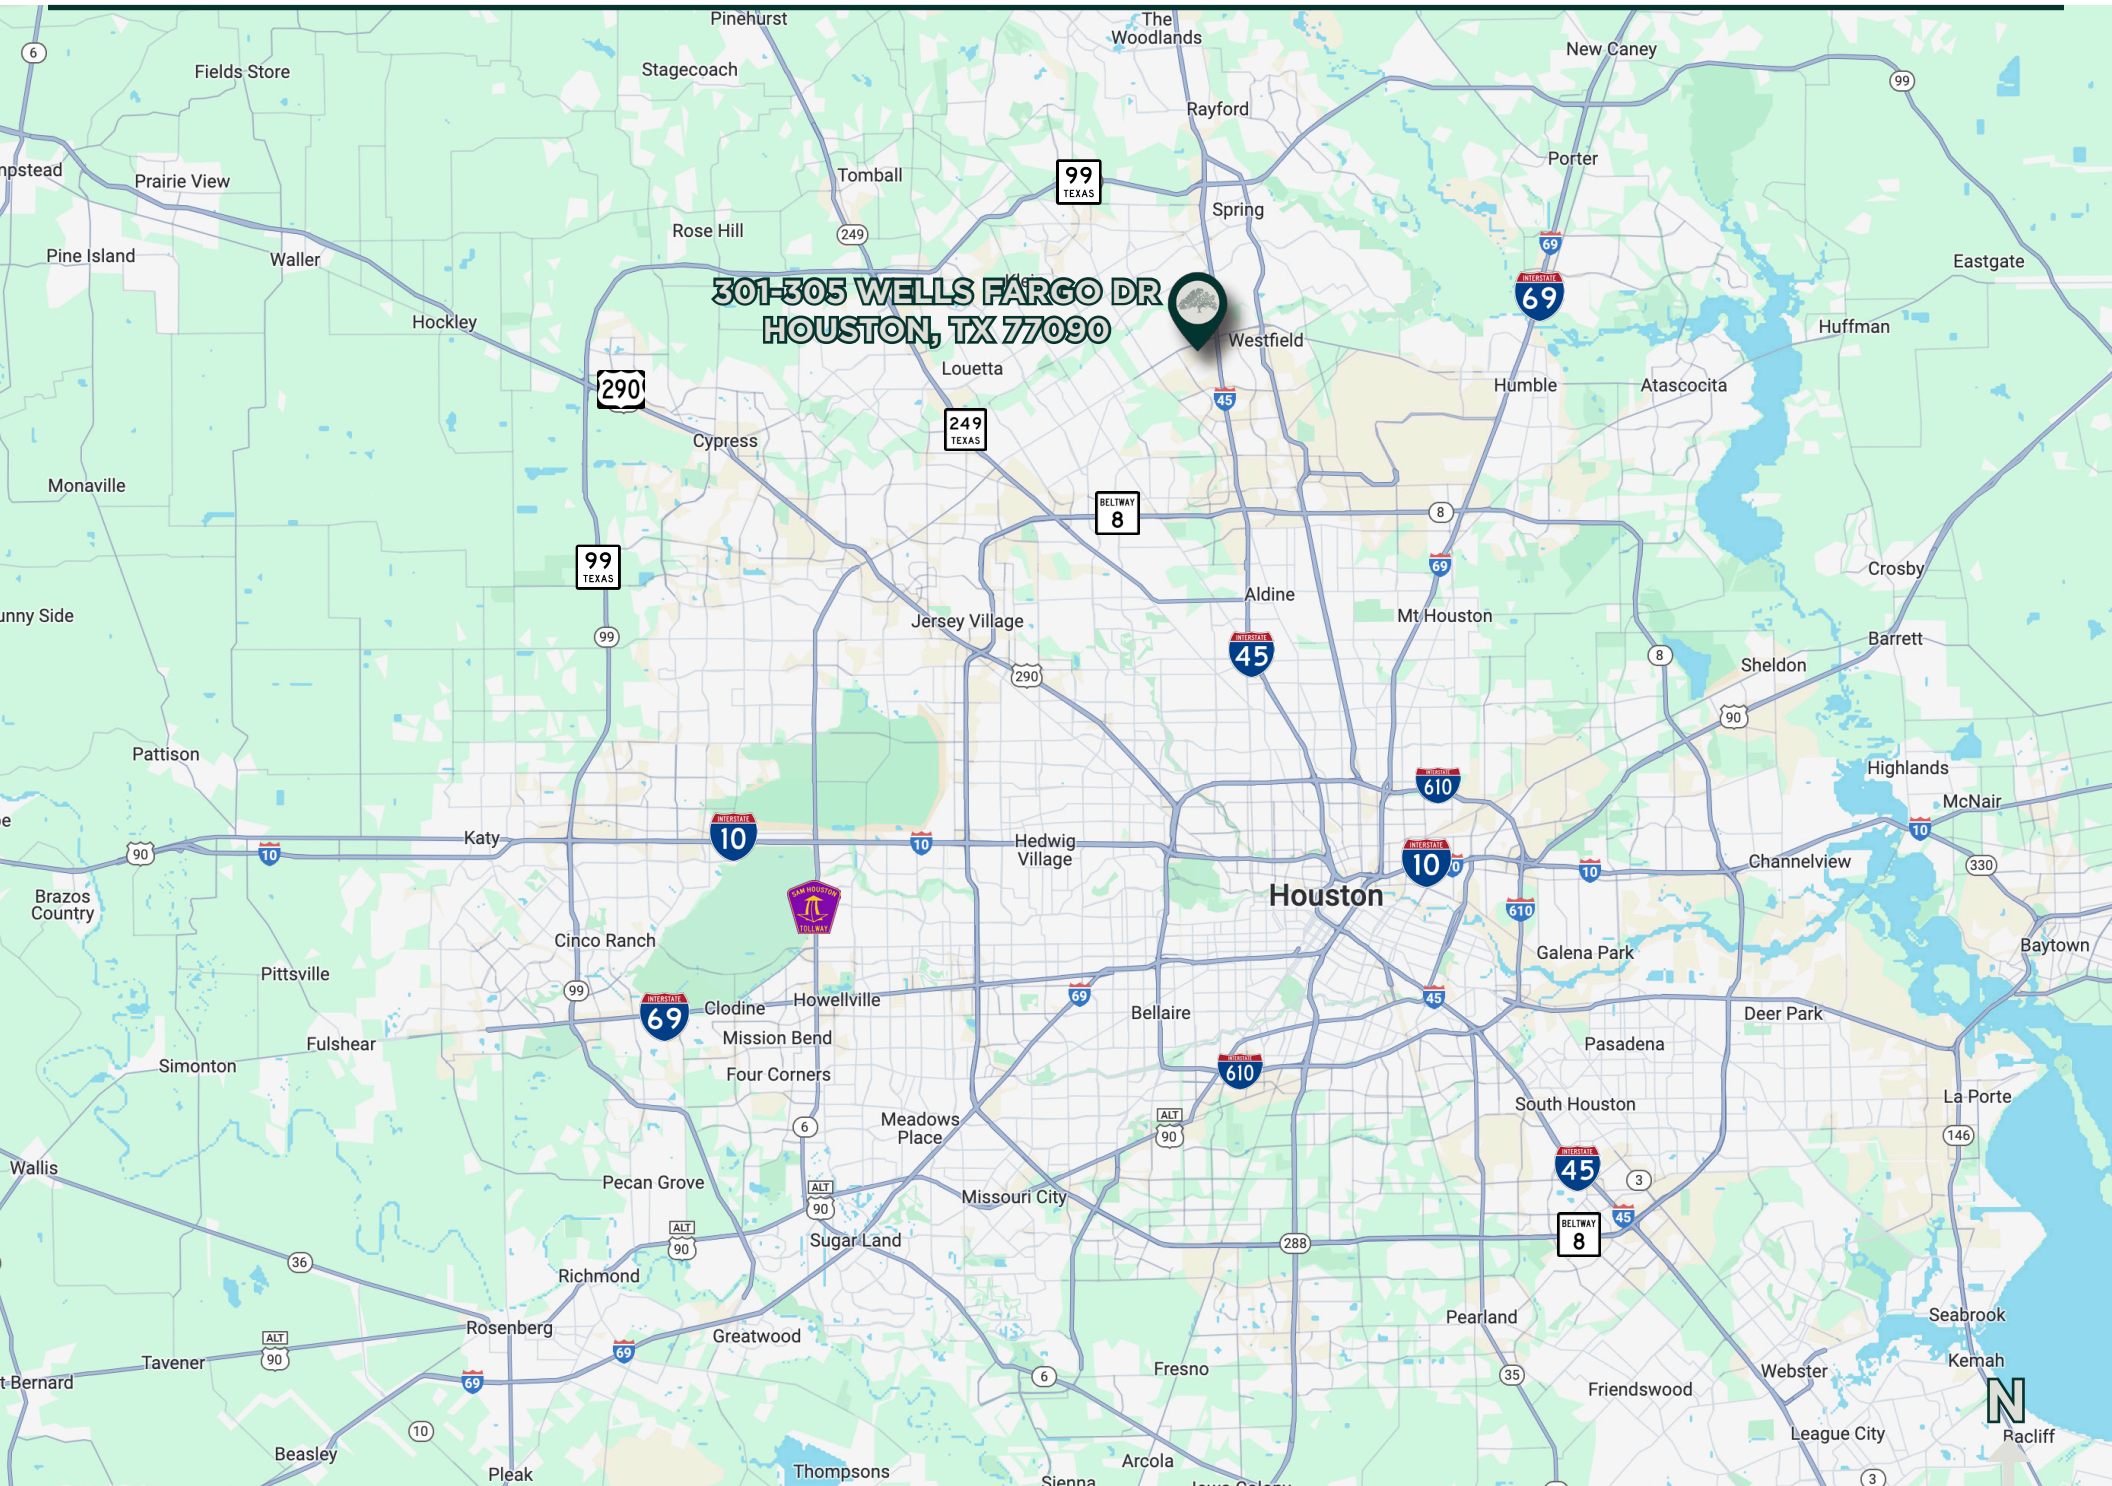 Pinehurst
The
Woodlands
New Caney
6
Fields Store
Stagecoach
99
Rayford
Porter
mpstead
Prairie View
Tomball
99
TEXAS
Spring
Rose Hill
249
69
Pine Island
Waller
Eastgate
INTERSTATE
69
301-305 WELLS FARGO DR
HOUSTON, TX 77090
Hockley
Huffman
Westfield
Louetta
290
45
Humble
Atascocita
249
TEXAS
Cypress
Monaville
BELTWAY
8
8
99
TEXAS
69
Crosby
Aldine
unny Side
Jersey Village
Mt Houston
99
Barrett
INTERSTATE
45
8
Sheldon
290
90
Pattison
Highlands
INTERSTATE
610
McNair
Katy
INTERSTATE
10
10
Hedwig
Village
10
90
10
INTERSTATE
10
10
Channelview
330
Brazos
Country
SAM HOUSTON
TOLLWAY
Houston
610
Cinco Ranch
Galena Park
Baytown
Pittsville
99
INTERSTATE
69
Clodine
Howellville
69
45
Bellaire
Deer Park
Fulshear
Mission Bend
Pasadena
Simonton
Four Corners
INTERSTATE
610
La Porte
South Houston
6
Meadows
Place
ALT
90
146
Wallis
INTERSTATE
45
3
Pecan Grove
ALT
90
Missouri City
45
ALT
90
Sugar Land
BELTWAY
8
288
36
Richmond
Rosenberg
Pearland
Seabrook
ALT
90
Greatwood
69
Tavener
Fresno
Webster
Kemah
t Bernard
69
6
35
Friendswood
N
10
League City
Bacliff
Beasley
Arcola
Pleak
Thompsons
Sienna
3